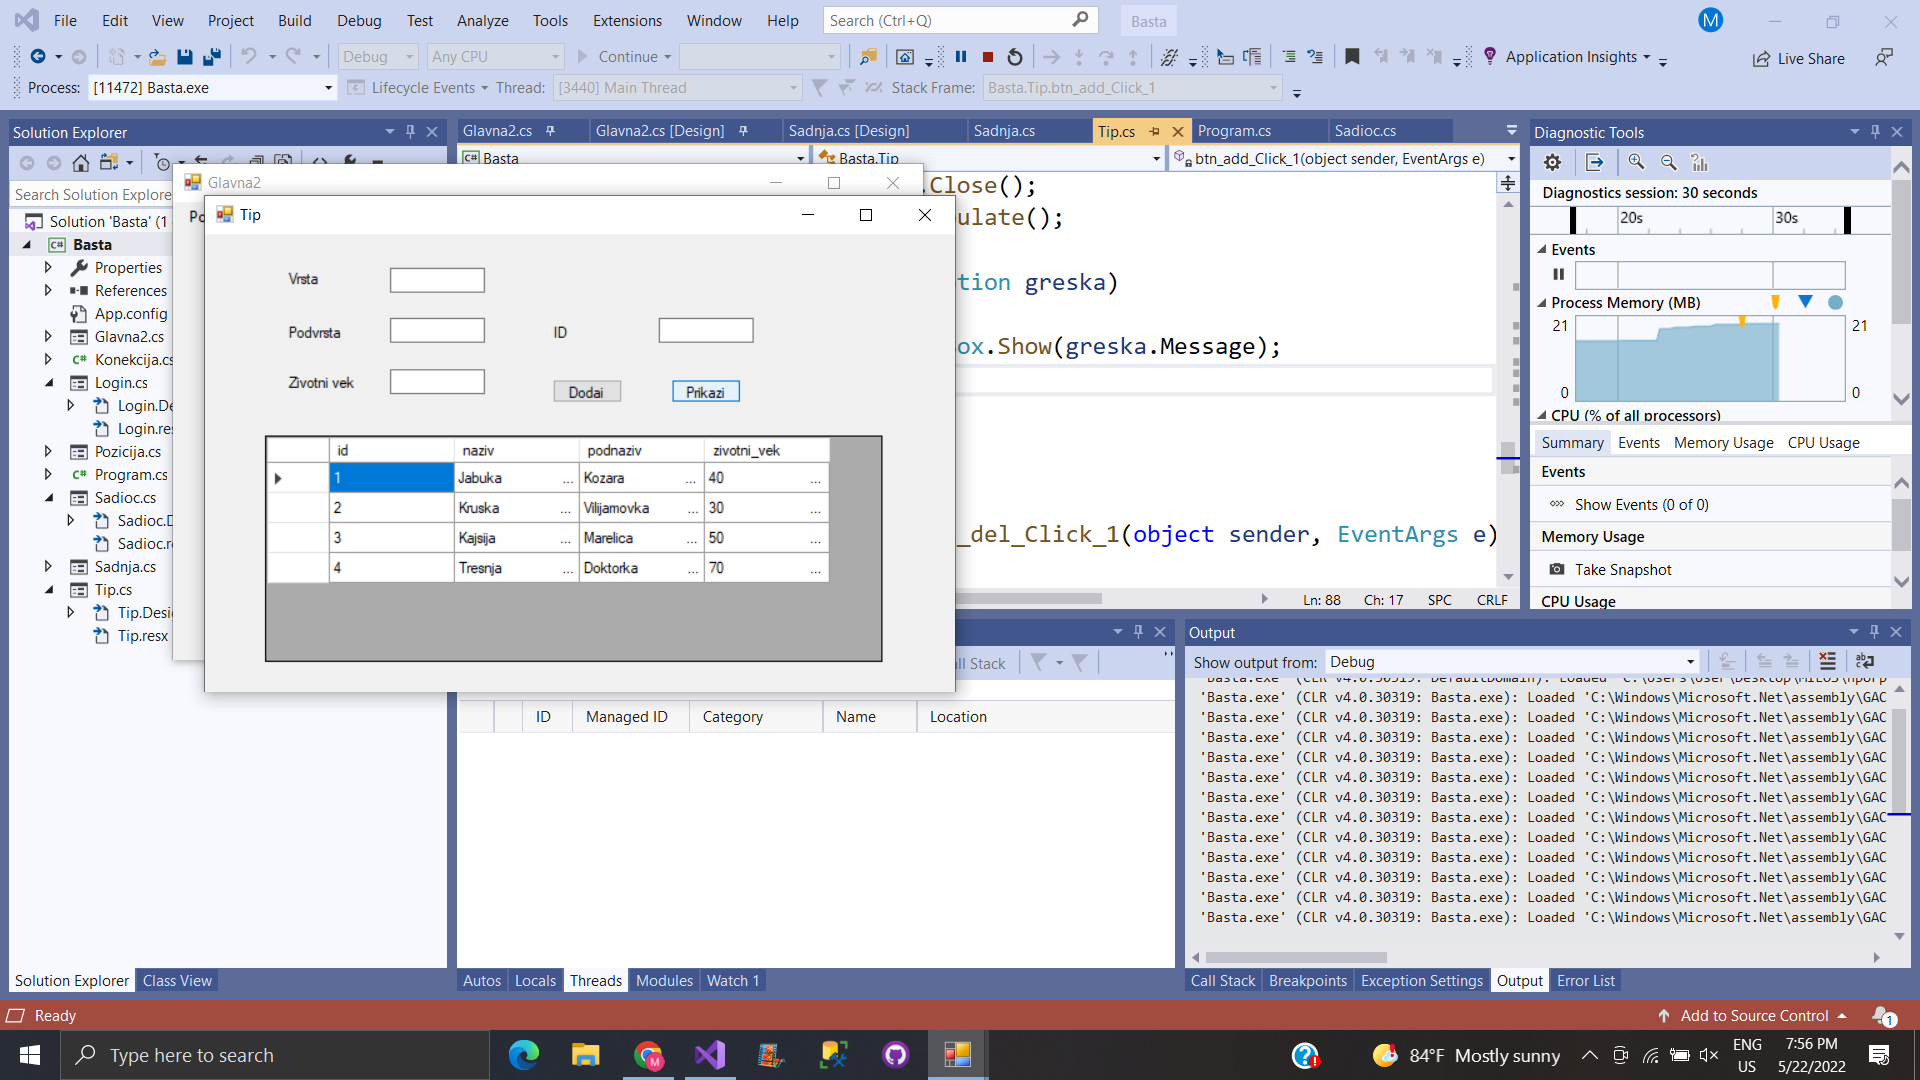 File Edit View Project Build Debug Test Analyze Tools Extensions Window Help Search (Ctrl+Q) Basta M
Debug Any CPU Continue Application Insights Live Share
Process: [11472] Basta.exe Lifecycle Events Thread: [3440] Main Thread Stack Frame: Basta.Tip.btn_add_Click_1
Solution Explorer
Search Solution Explore
Solution 'Basta' (1
Basta
Properties
References
App.config
Glavna2.cs
Konekcija.cs
Login.cs
Login.De
Login.res
Pozicija.cs
Program.cs
Sadioc.cs
Sadioc.D
Sadioc.r
Sadnja.cs
Tip.cs
Tip.Desi
Tip.resx
Solution Explorer Class View
Glavna2.cs Glavna2.cs [Design] Sadnja.cs [Design] Sadnja.cs Tip.cs Program.cs Sadioc.cs
Basta Basta.Tip btn_add_Click_1(object sender, EventArgs e)
.Close();
ulate();
tion greska)
ox.Show(greska.Message);
_del_Click_1(object sender, EventArgs e)
Ln: 88 Ch: 17 SPC CRLF
Glavna2
Po
Tip
Vrsta
Podvrsta ID
Zivotni vek Dodai Prikazi
id naziv podnaziv zivotni_vek
1 Jabuka ... Kozara ... 40 ...
2 Kruska ... Vilijamovka ... 30 ...
3 Kajsija ... Marelica ... 50 ...
4 Tresnja ... Doktorka ... 70 ...
all Stack
ID Managed ID Category Name Location
Autos Locals Threads Modules Watch 1
Diagnostic Tools
Diagnostics session: 30 seconds
20s 30s
Events
Process Memory (MB)
21 21
0 0
CPU (% of all processors)
Summary Events Memory Usage CPU Usage
Events
Show Events (0 of 0)
Memory Usage
Take Snapshot
CPU Usage
Output
Show output from: Debug
'Basta.exe' (CLR v4.0.30319: DefaultDomain): Loaded 'C:\Users\User\Desktop\MILOS\
'Basta.exe' (CLR v4.0.30319: Basta.exe): Loaded 'C:\Windows\Microsoft.Net\assembly\GAC
'Basta.exe' (CLR v4.0.30319: Basta.exe): Loaded 'C:\Windows\Microsoft.Net\assembly\GAC
'Basta.exe' (CLR v4.0.30319: Basta.exe): Loaded 'C:\Windows\Microsoft.Net\assembly\GAC
'Basta.exe' (CLR v4.0.30319: Basta.exe): Loaded 'C:\Windows\Microsoft.Net\assembly\GAC
'Basta.exe' (CLR v4.0.30319: Basta.exe): Loaded 'C:\Windows\Microsoft.Net\assembly\GAC
'Basta.exe' (CLR v4.0.30319: Basta.exe): Loaded 'C:\Windows\Microsoft.Net\assembly\GAC
'Basta.exe' (CLR v4.0.30319: Basta.exe): Loaded 'C:\Windows\Microsoft.Net\assembly\GAC
'Basta.exe' (CLR v4.0.30319: Basta.exe): Loaded 'C:\Windows\Microsoft.Net\assembly\GAC
'Basta.exe' (CLR v4.0.30319: Basta.exe): Loaded 'C:\Windows\Microsoft.Net\assembly\GAC
'Basta.exe' (CLR v4.0.30319: Basta.exe): Loaded 'C:\Windows\Microsoft.Net\assembly\GAC
'Basta.exe' (CLR v4.0.30319: Basta.exe): Loaded 'C:\Windows\Microsoft.Net\assembly\GAC
'Basta.exe' (CLR v4.0.30319: Basta.exe): Loaded 'C:\Windows\Microsoft.Net\assembly\GAC
Call Stack Breakpoints Exception Settings Output Error List
Ready Add to Source Control 1
Type here to search 84°F Mostly sunny ENG US 7:56 PM 5/22/2022